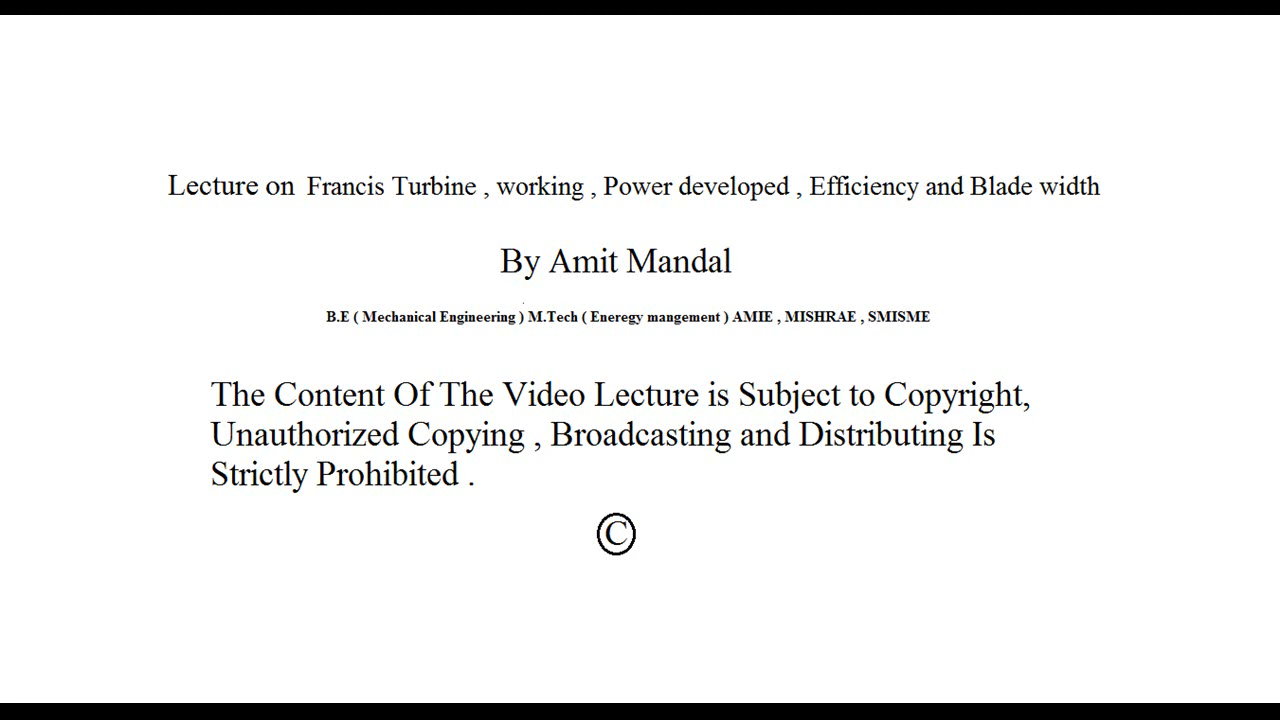 Lecture on Francis Turbine , working , Power developed , Efficiency and Blade width
By Amit Mandal
B.E ( Mechanical Engineering ) M.Tech ( Eneregy mangement ) AMIE , MISHRAE , SMISME
The Content Of The Video Lecture is Subject to Copyright,
Unauthorized Copying , Broadcasting and Distributing Is
Strictly Prohibited .
©